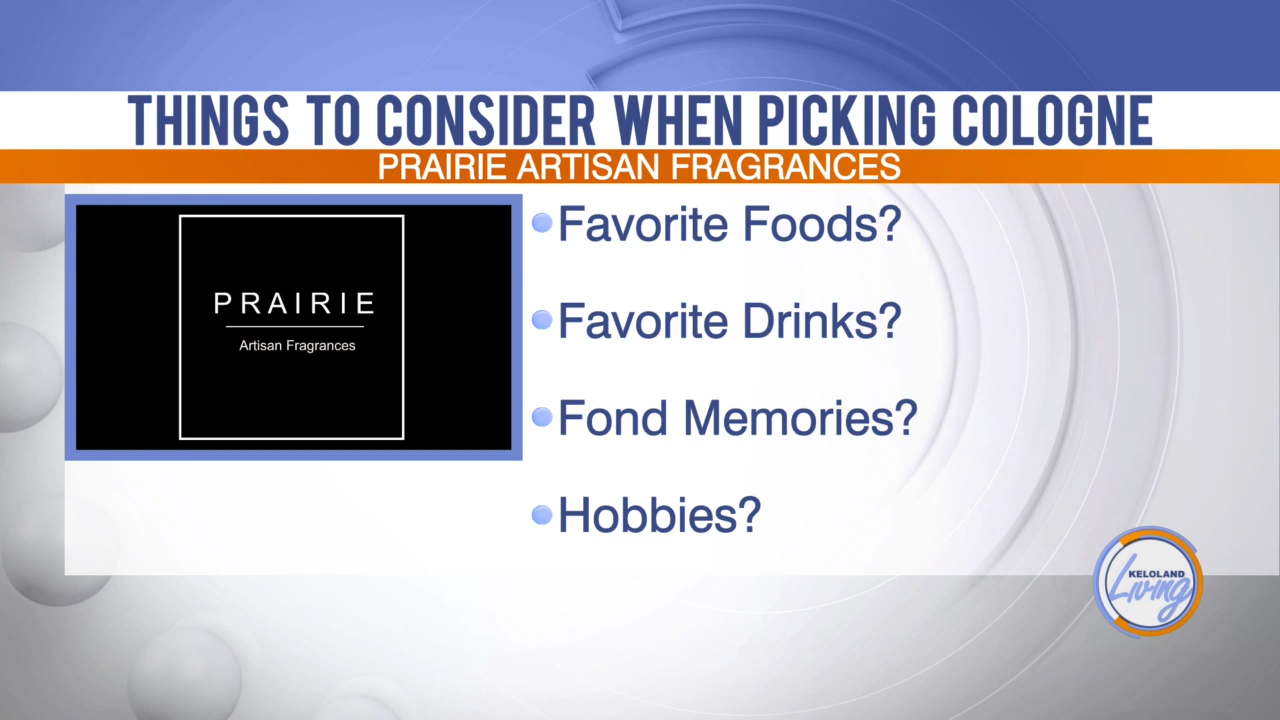 THINGS TO CONSIDER WHEN PICKING COLOGNE
PRAIRIE ARTISAN FRAGRANCES
PRAIRIE
Artisan Fragrances
Favorite Foods?
Favorite Drinks?
Fond Memories?
Hobbies?
KELOLAND
Living